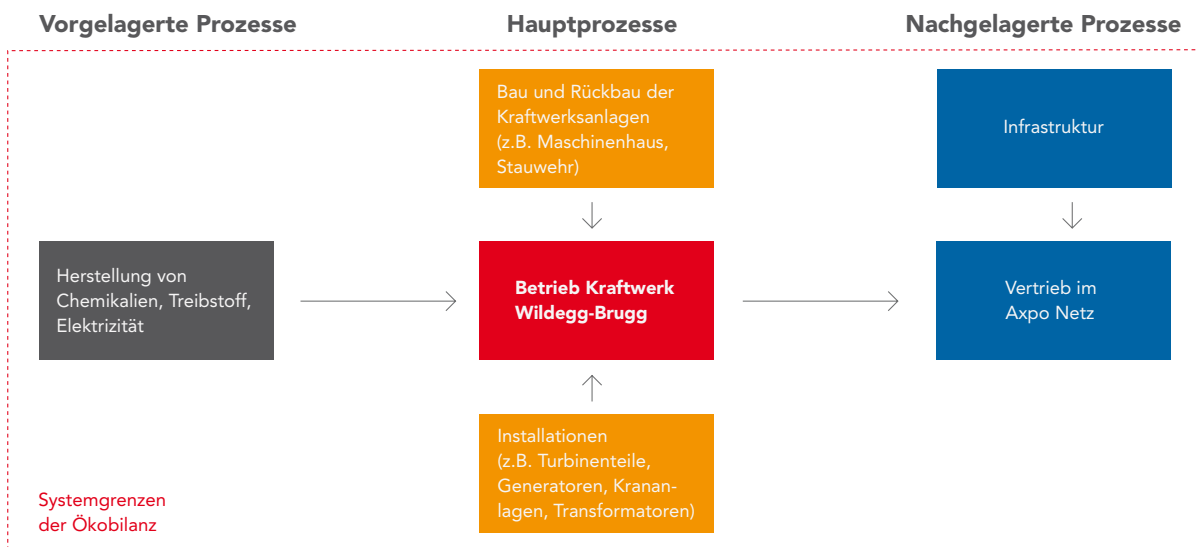 Vorgelagerte Prozesse
Hauptprozesse
Nachgelagerte Prozesse
Bau und Rückbau der
Kraftwerksanlagen
(z.B. Maschinenhaus,
Stauwehr)
Infrastruktur
Herstellung von
Chemikalien, Treibstoff,
Elektrizität
Betrieb Kraftwerk
Wildegg-Brugg
Vertrieb im
Axpo Netz
Installationen
(z.B. Turbinenteile,
Generatoren, Kranan-
lagen, Transformatoren)
Systemgrenzen
der Ökobilanz